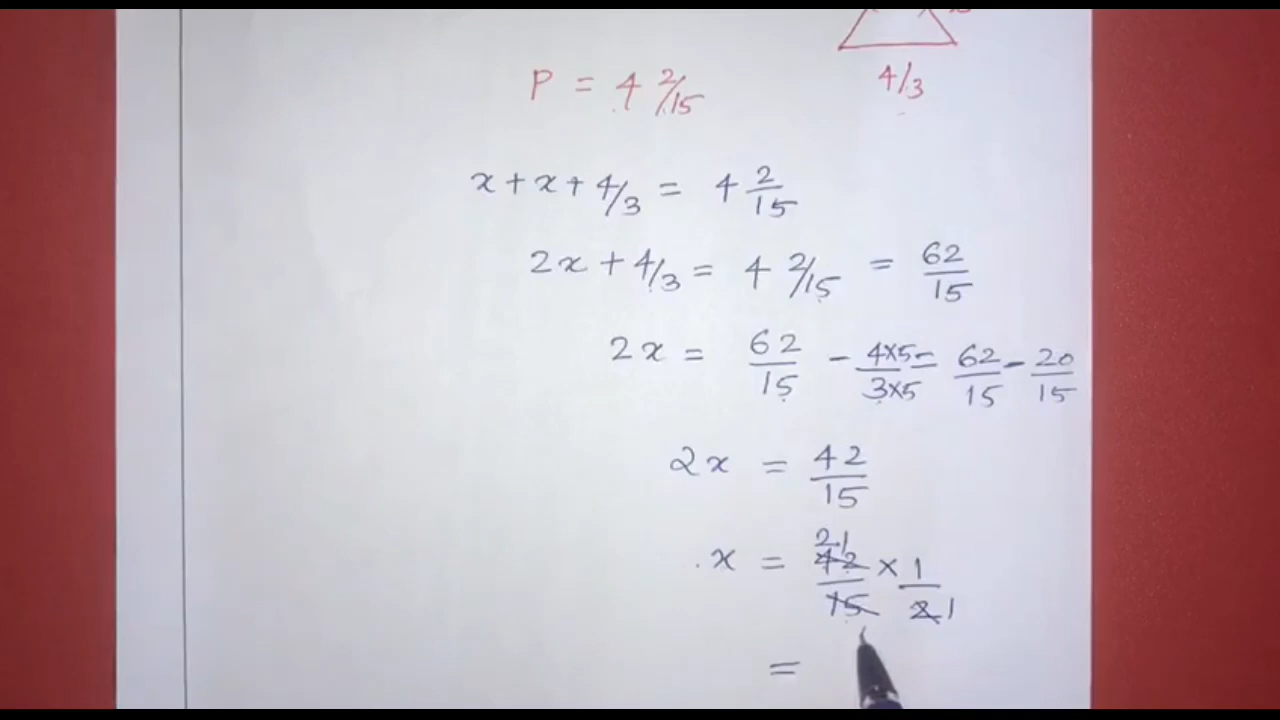 4/3
P = 4 2/15
x + x + 4/3 = 4 2/15
2x + 4/3 = 4 2/15 = 62/15
2x = 62/15 - 4×5/3×5 = 62/15 - 20/15
2x = 42/15
21
x = 42/15 × 1/2 1
=